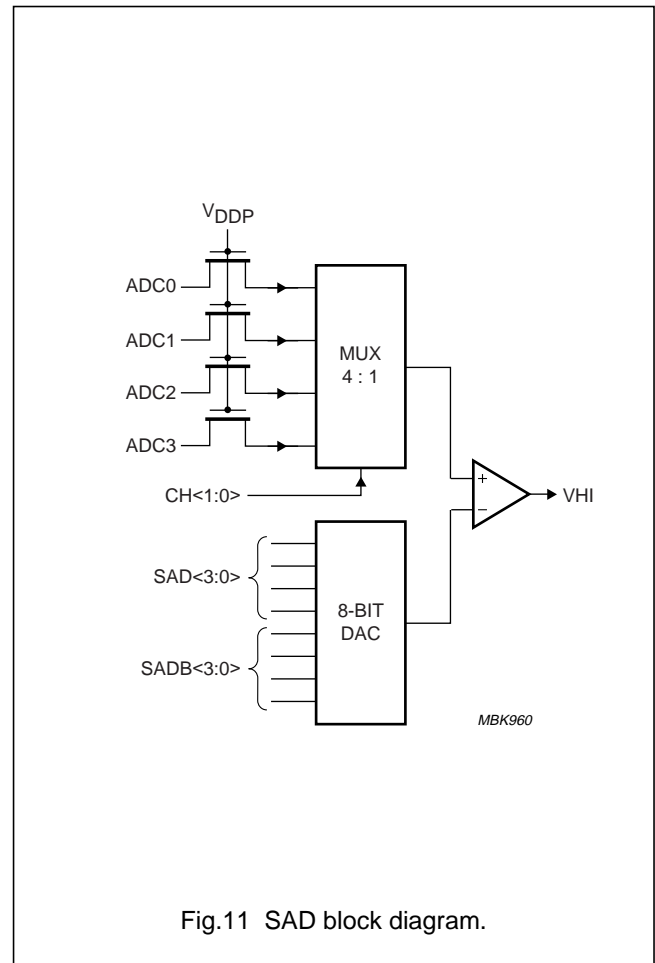 VDDP
ADC0
ADC1
ADC2
ADC3
MUX
4 : 1
CH<1:0>
+
−
VHI
SAD<3:0>
SADB<3:0>
8-BIT
DAC
MBK960
Fig.11 SAD block diagram.